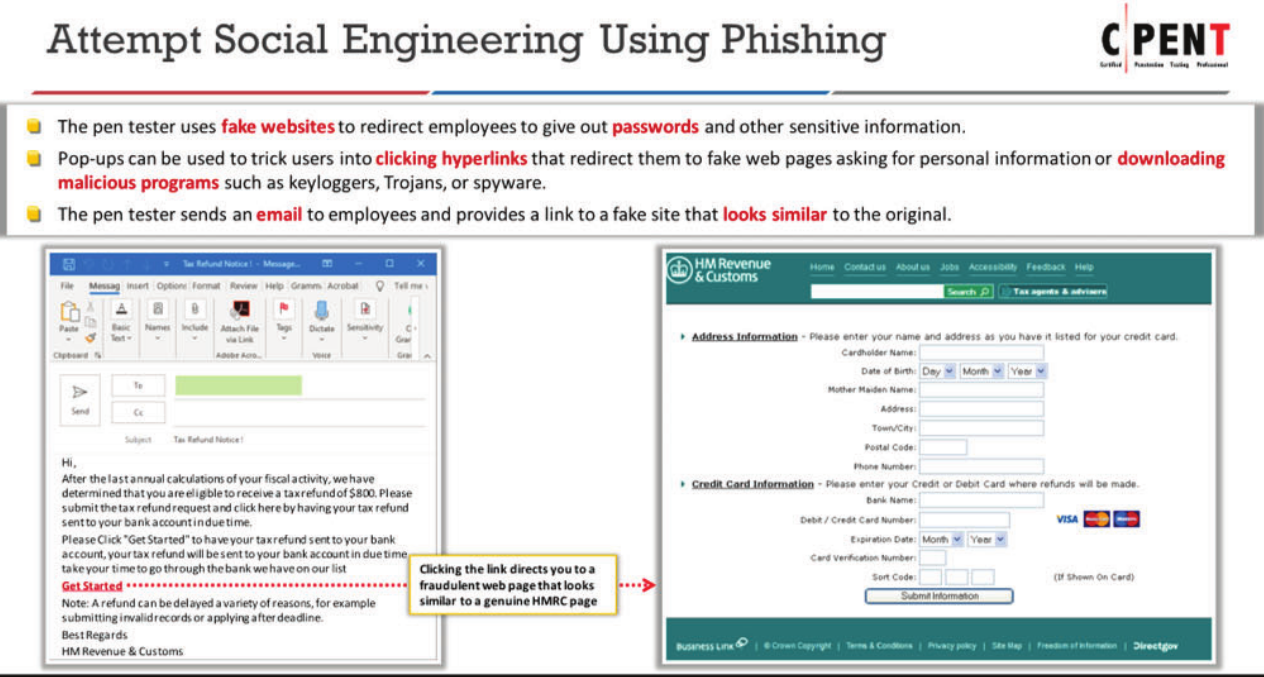 Attempt Social Engineering Using Phishing
C|PENT
Certified Penetration Testing Professional
The pen tester uses fake websites to redirect employees to give out passwords and other sensitive information.
Pop-ups can be used to trick users into clicking hyperlinks that redirect them to fake web pages asking for personal information or downloading
malicious programs such as keyloggers, Trojans, or spyware.
The pen tester sends an email to employees and provides a link to a fake site that looks similar to the original.
Tax Refund Notice! - Message...
File Messag Insert Option: Format Review Help Gramm Acrobat Tell me
Paste Basic Text Names Include Attach File via Link Tags Dictate Sensitivity
Clipboard Adobe Acro... Voice
Send
To
Cc
Subject Tax Refund Notice!
Hi,
After the last annual calculations of your fiscal activity, we have
determined that you are eligible to receive a tax refund of $800. Please
submit the tax refund request and click here by having your tax refund
sent to your bank account in due time.
Please Click "Get Started" to have your tax refund sent to your bank
account, your tax refund will be sent to your bank account in due time
take your time to go through the bank we have on our list
Get Started
Note: A refund can be delayed a variety of reasons, for example
submitting invalid records or applying after deadline.
Best Regards
HM Revenue & Customs
Clicking the link directs you to a
fraudulent web page that looks
similar to a genuine HMRC page
HM Revenue
& Customs
Home Contact us About us Jobs Accessibility Feedback Help
Search Tax agents & advisers
Address Information - Please enter your name and address as you have it listed for your credit card.
Cardholder Name:
Date of Birth: Day Month Year
Mother Maiden Name:
Address:
Town/City:
Postal Code:
Phone Number:
Credit Card Information - Please enter your Credit or Debit Card where refunds will be made.
Bank Name:
Debit / Credit Card Number: VISA
Expiration Date: Month Year
Card Verification Number:
Sort Code: (If Shown On Card)
Submit Information
Business Link | © Crown Copyright | Terms & Conditions | Privacy policy | Site Map | Freedom of Information | Directgov